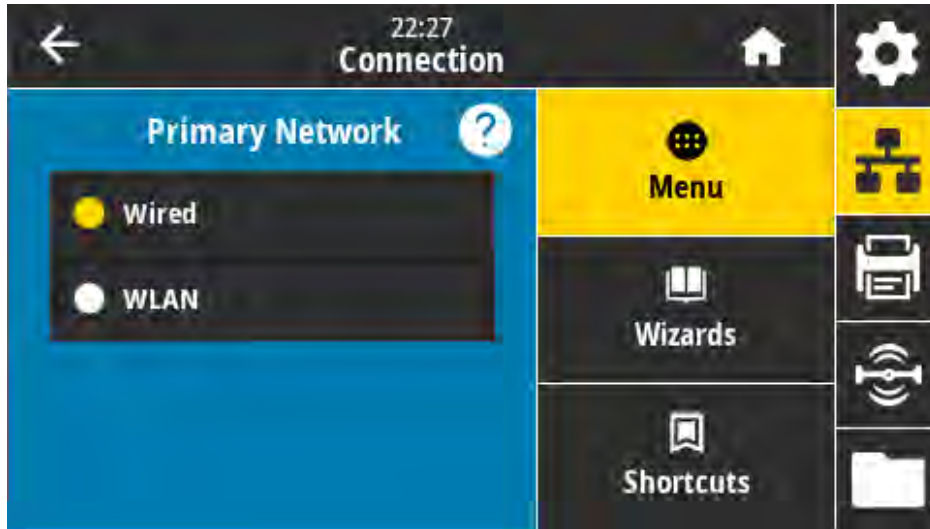 22:27
Connection
Primary Network
?
Wired
WLAN
Menu
Wizards
Shortcuts